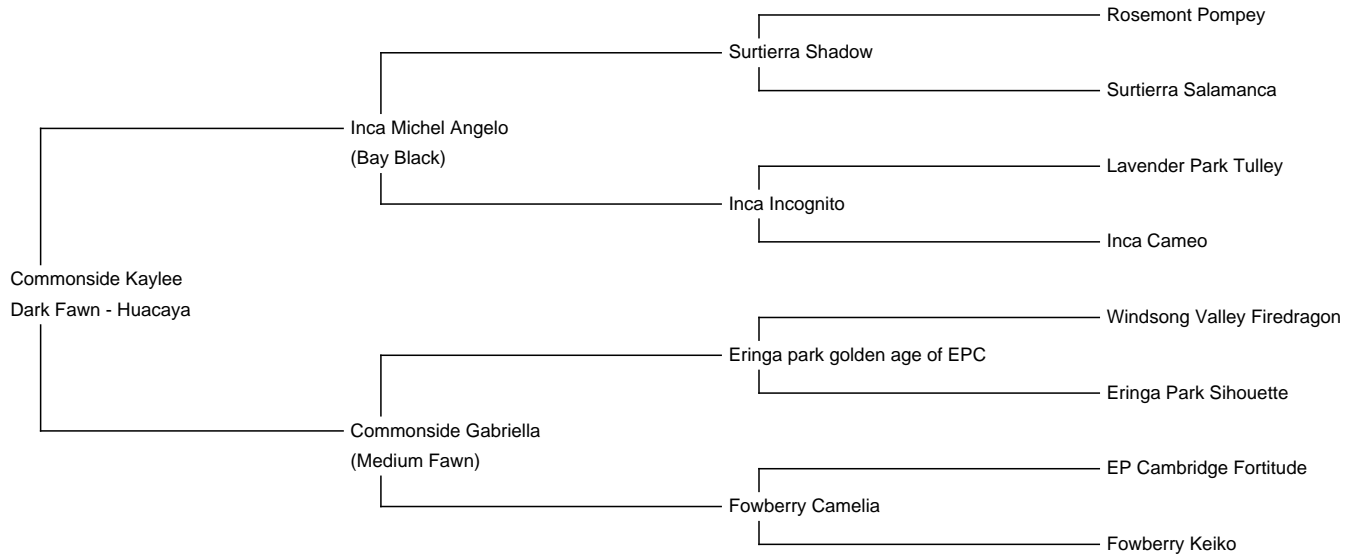 Rosemont Pompey
Surtierra Shadow
Surtierra Salamanca
Inca Michel Angelo
(Bay Black)
Lavender Park Tulley
Inca Incognito
Inca Cameo
Commonside Kaylee
Dark Fawn - Huacaya
Windsong Valley Firedragon
Eringa park golden age of EPC
Eringa Park Sihouette
Commonside Gabriella
(Medium Fawn)
EP Cambridge Fortitude
Fowberry Camelia
Fowberry Keiko